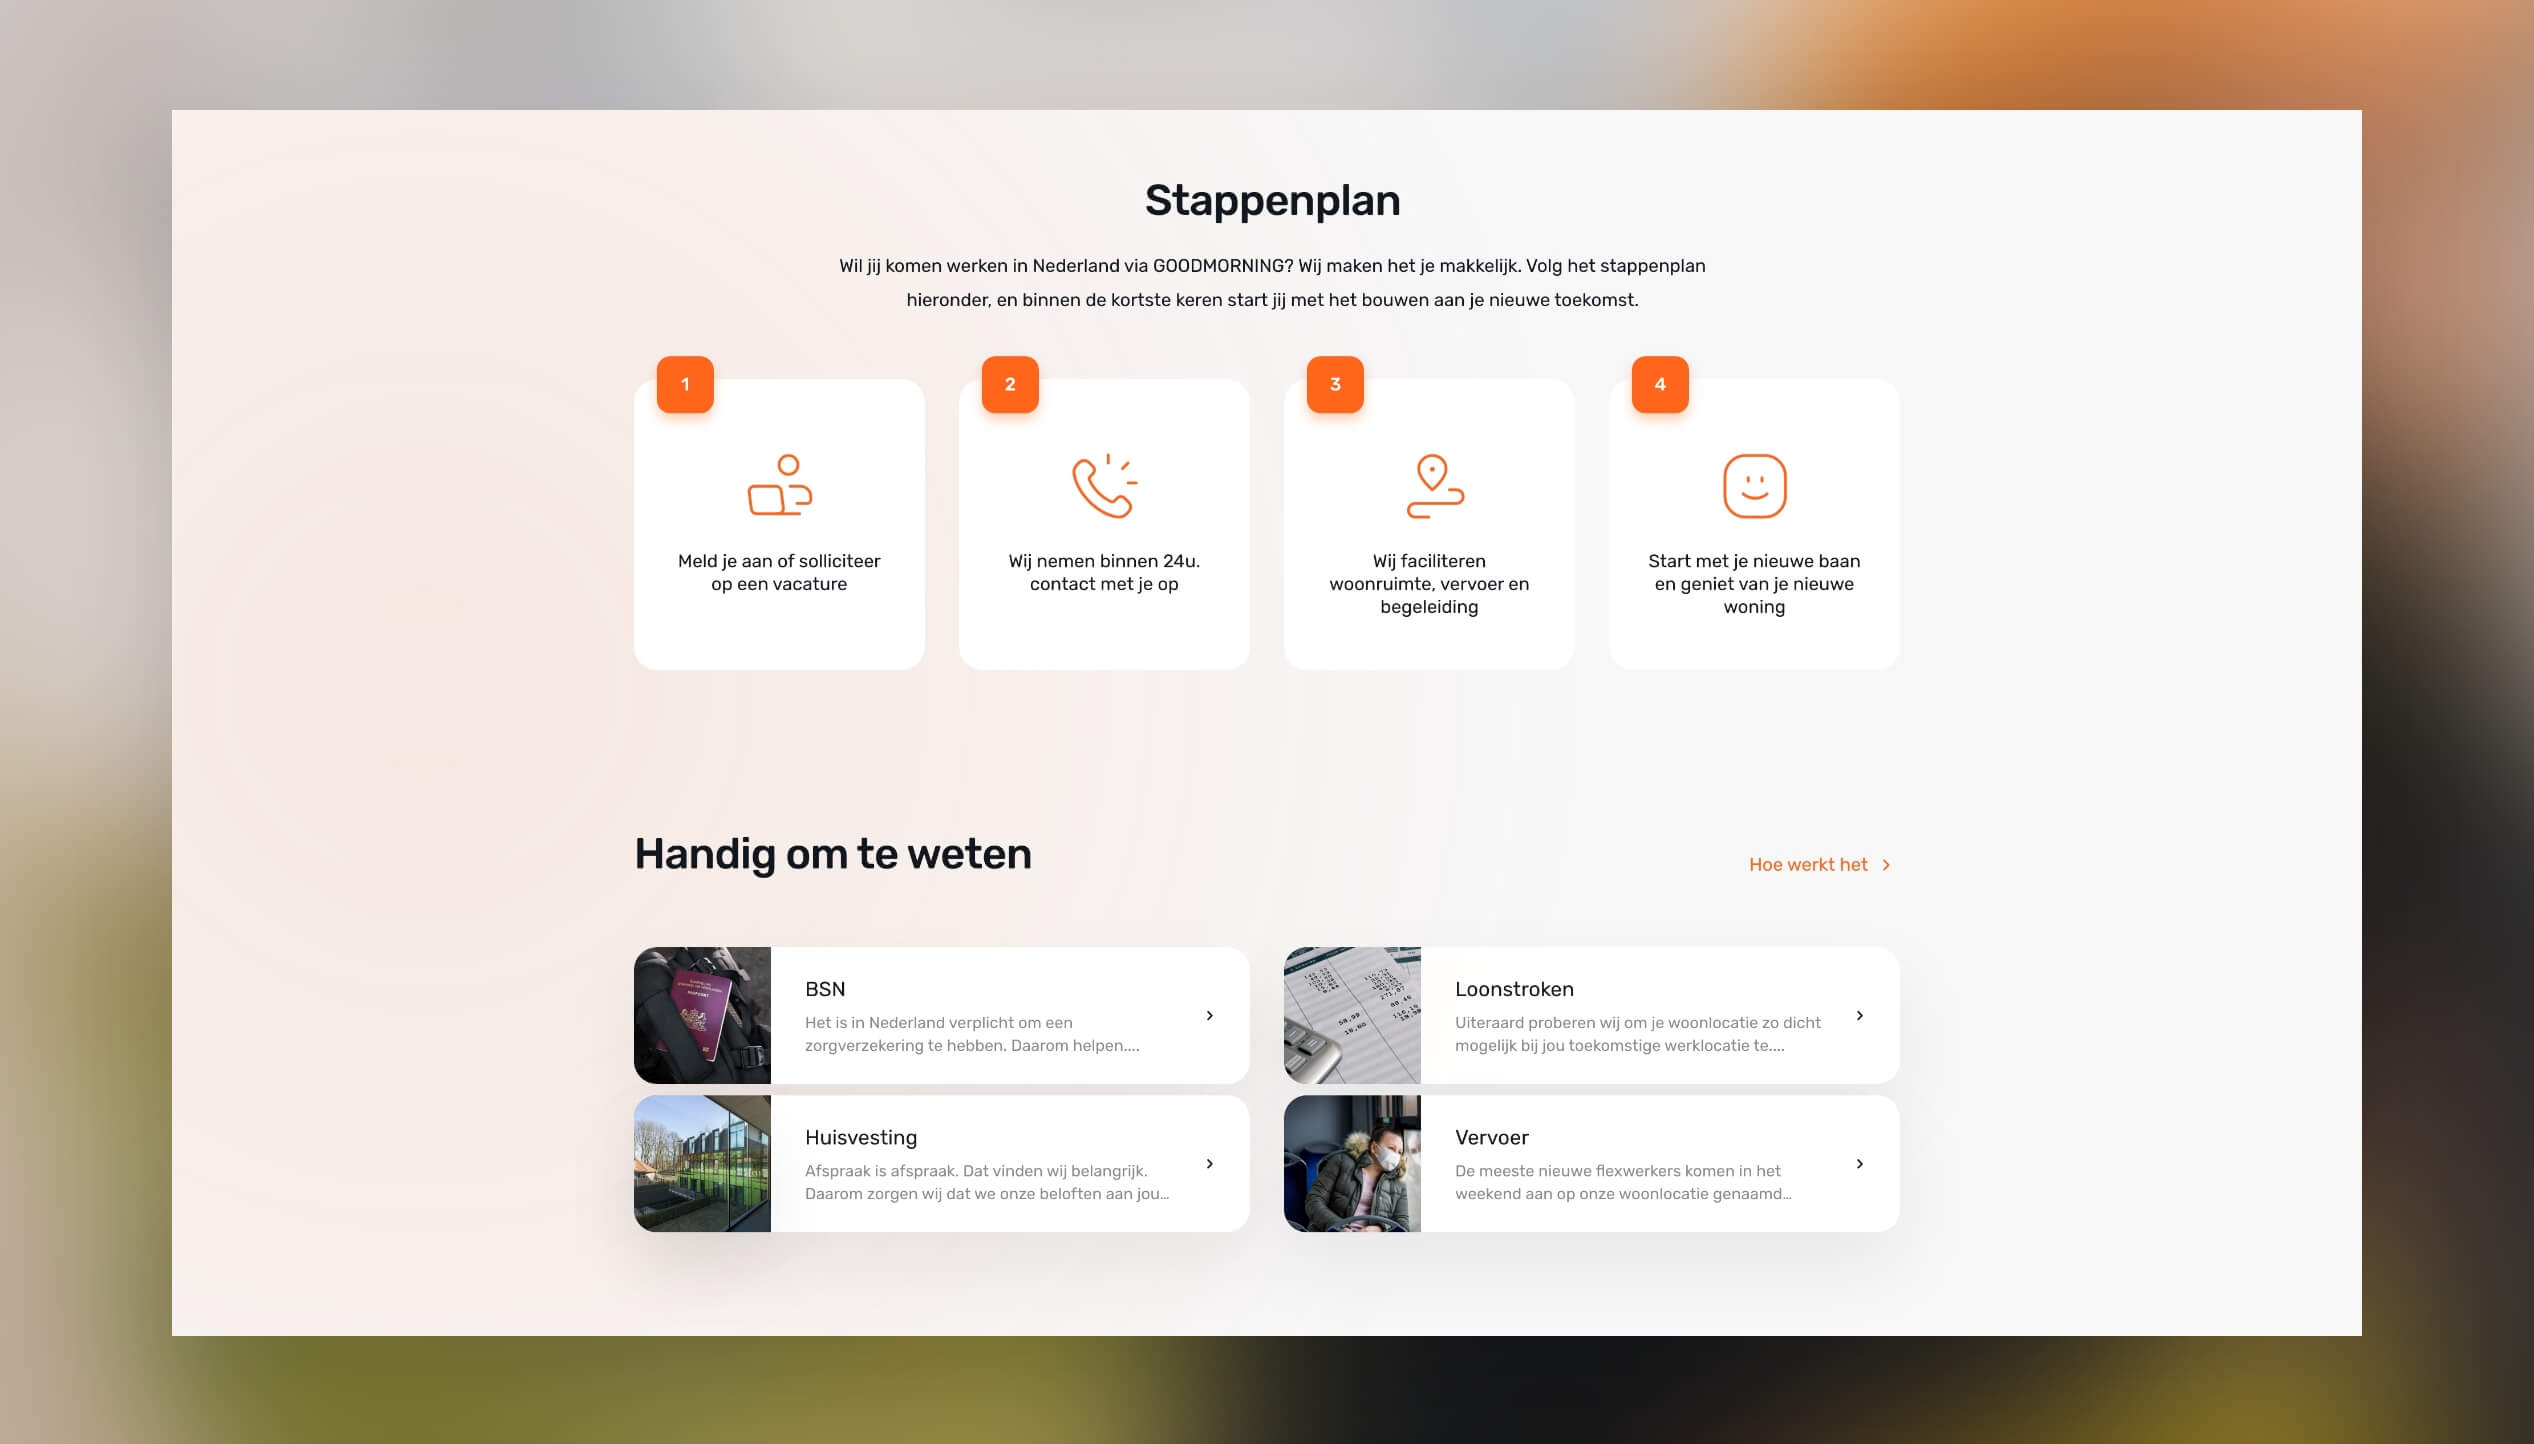 Stappenplan
Wil jij komen werken in Nederland via GOODMORNING? Wij maken het je makkelijk. Volg het stappenplan
hieronder, en binnen de kortste keren start jij met het bouwen aan je nieuwe toekomst.
1
Meld je aan of solliciteer
op een vacature
2
Wij nemen binnen 24u.
contact met je op
3
Wij faciliteren
woonruimte, vervoer en
begeleiding
4
Start met je nieuwe baan
en geniet van je nieuwe
woning
Handig om te weten
Hoe werkt het
BSN
Het is in Nederland verplicht om een
zorgverzekering te hebben. Daarom helpen....
Loonstroken
Uiteraard proberen wij om je woonlocatie zo dicht
mogelijk bij jou toekomstige werklocatie te....
Huisvesting
Afspraak is afspraak. Dat vinden wij belangrijk.
Daarom zorgen wij dat we onze beloften aan jou...
Vervoer
De meeste nieuwe flexwerkers komen in het
weekend aan op onze woonlocatie genaamd...